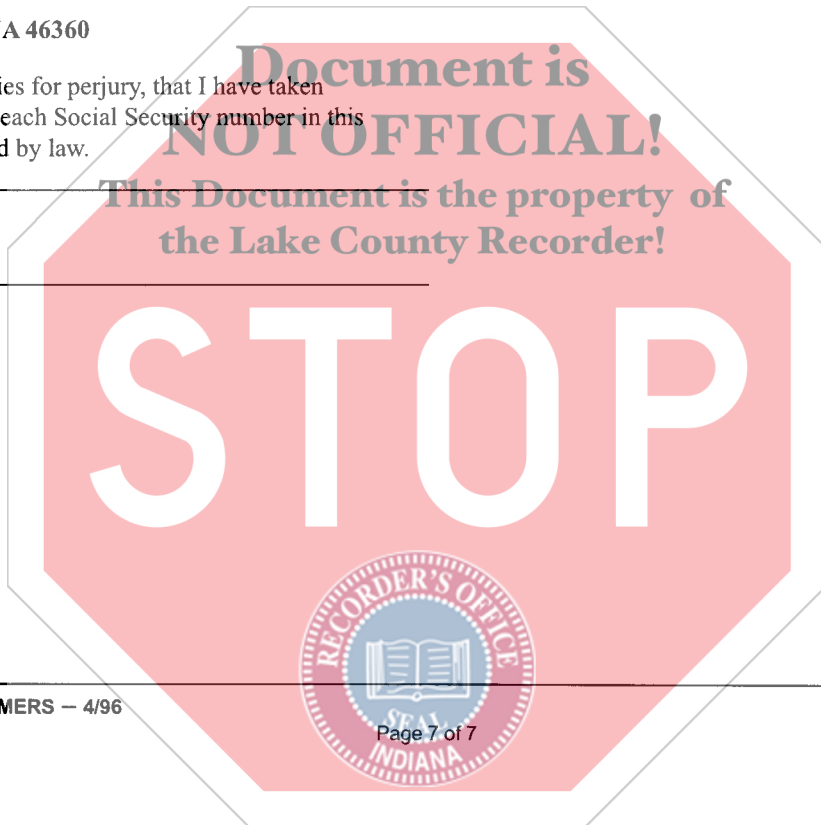 A 46360
Document is
ies for perjury, that I have taken
each Social Security number in this
NOT OFFICIAL!
d by law.
This Document is the property of
the Lake County Recorder!
STOP
RECORDER'S OFFICE
SEAL
INDIANA
MERS – 4/96
Page 7 of 7